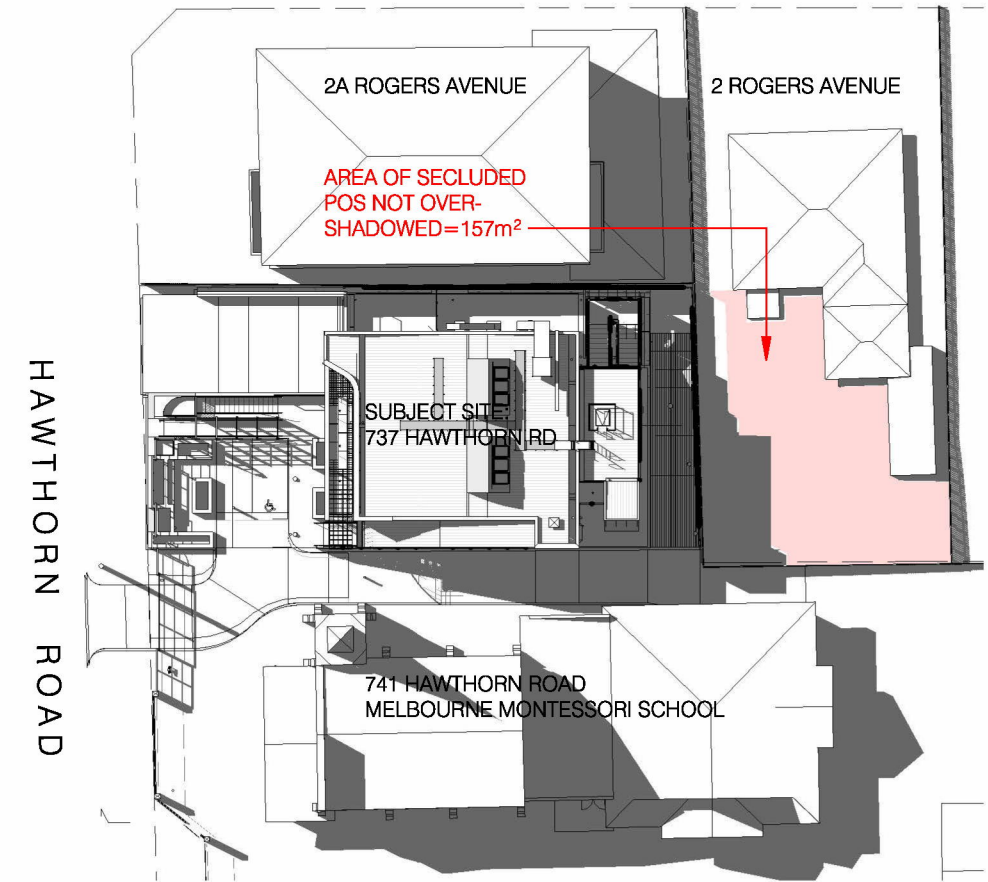 2A ROGERS AVENUE
2 ROGERS AVENUE
AREA OF SECLUDED
POS NOT OVER-
SHADOWED=157m²
SUBJECT SITE:
737 HAWTHORN RD
HAWTHORN ROAD
741 HAWTHORN ROAD
MELBOURNE MONTESSORI SCHOOL